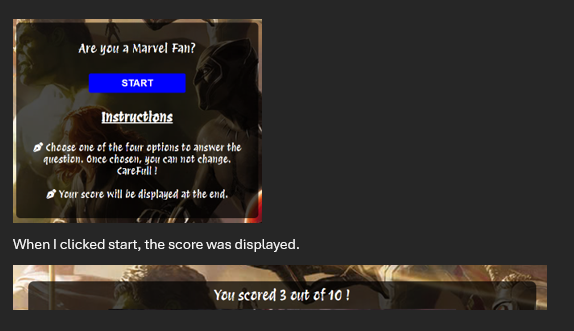 Are you a Marvel Fan?
START
Instructions
Choose one of the four options to answer the
question. Once chosen, you can not change.
CareFull !
Your score will be displayed at the end.
When I clicked start, the score was displayed.
You scored 3 out of 10 !